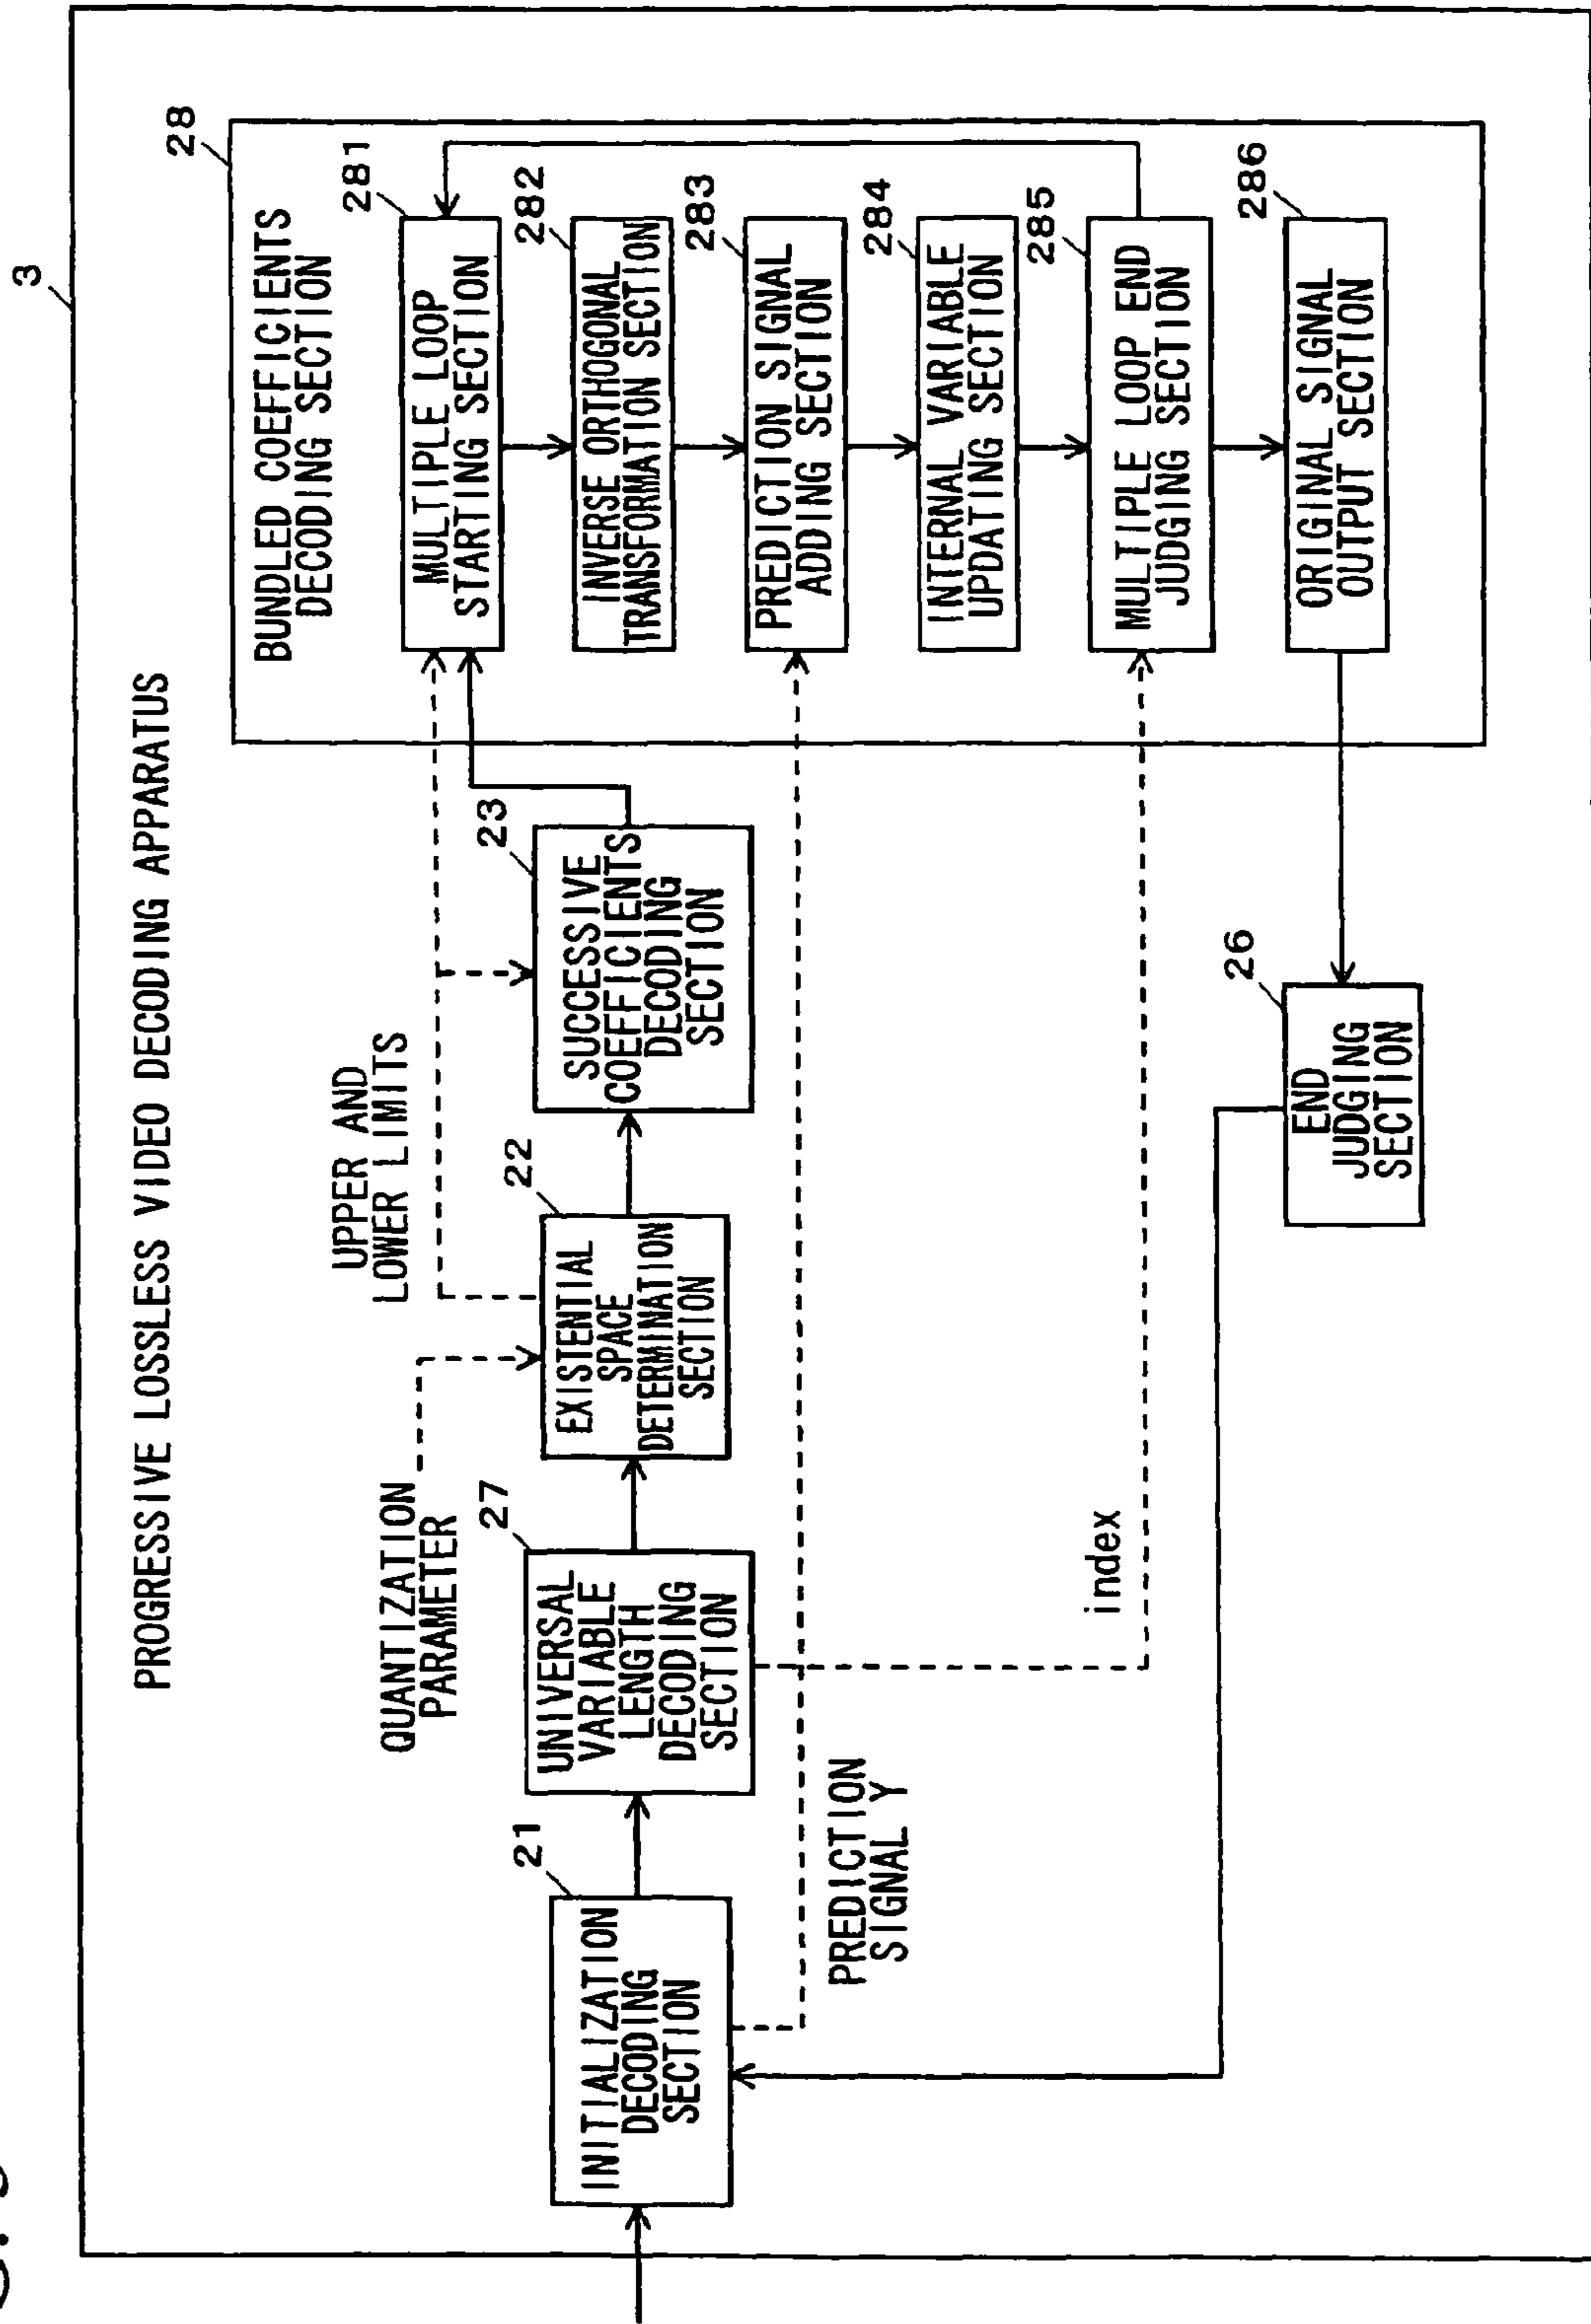 3
PROGRESSIVE LOSSLESS VIDEO DECODING APPARATUS
28
BUNDLED COEFFICIENTS
DECODING SECTION
281
MULTIPLE LOOP
STARTING SECTION
282
INVERSE ORTHOGONAL
TRANSFORMATION SECTION
283
PREDICTION SIGNAL
ADDING SECTION
284
INTERNAL VARIABLE
UPDATING SECTION
285
MULTIPLE LOOP END
JUDGING SECTION
286
ORIGINAL SIGNAL
OUTPUT SECTION
UPPER AND
LOWER LIMITS
QUANTIZATION
PARAMETER
21
INITIALIZATION
DECODING
SECTION
27
UNIVERSAL
VARIABLE
LENGTH
DECODING
SECTION
22
EXISTENTIAL
SPACE
DETERMINATION
SECTION
23
SUCCESSIVE
COEFFICIENTS
DECODING
SECTION
PREDICTION
SIGNAL Y
index
26
END
JUDGING
SECTION